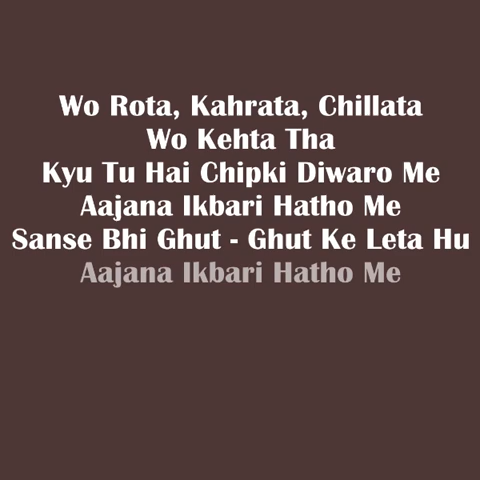 Wo Rota, Kahrata, Chillata
Wo Kehta Tha
Kyu Tu Hai Chipki Diwaro Me
Aajana Ikbari Hatho Me
Sanse Bhi Ghut - Ghut Ke Leta Hu
Aajana Ikbari Hatho Me